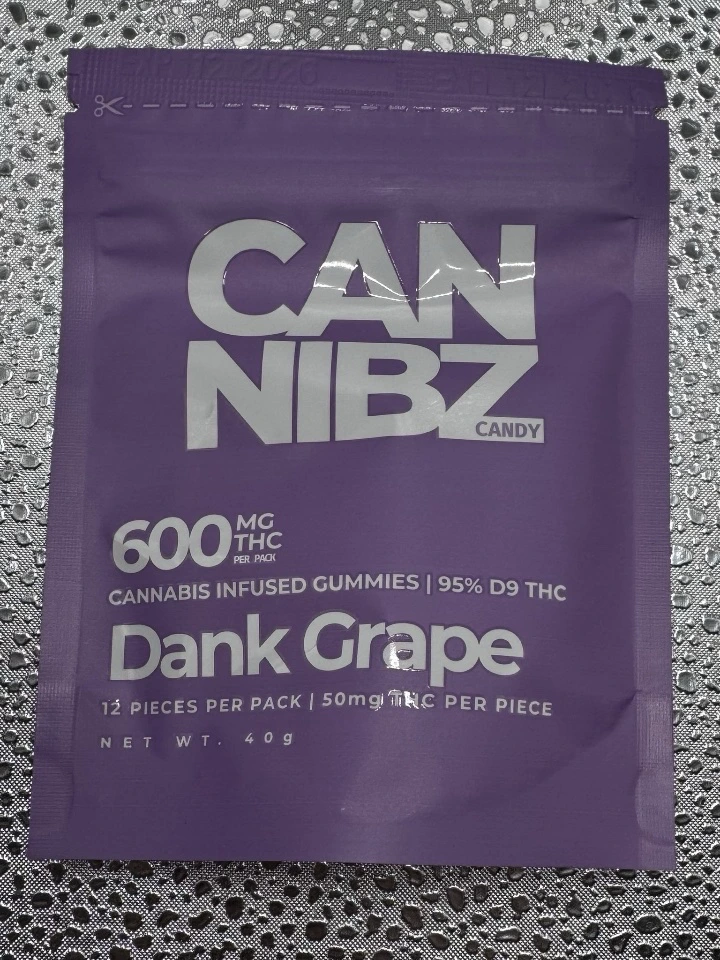 CAN
NIBZ
CANDY
600 MG
THC
PER PACK
CANNABIS INFUSED GUMMIES | 95% D9 THC
Dank Grape
12 PIECES PER PACK | 50mg THC PER PIECE
NET WT. 40g